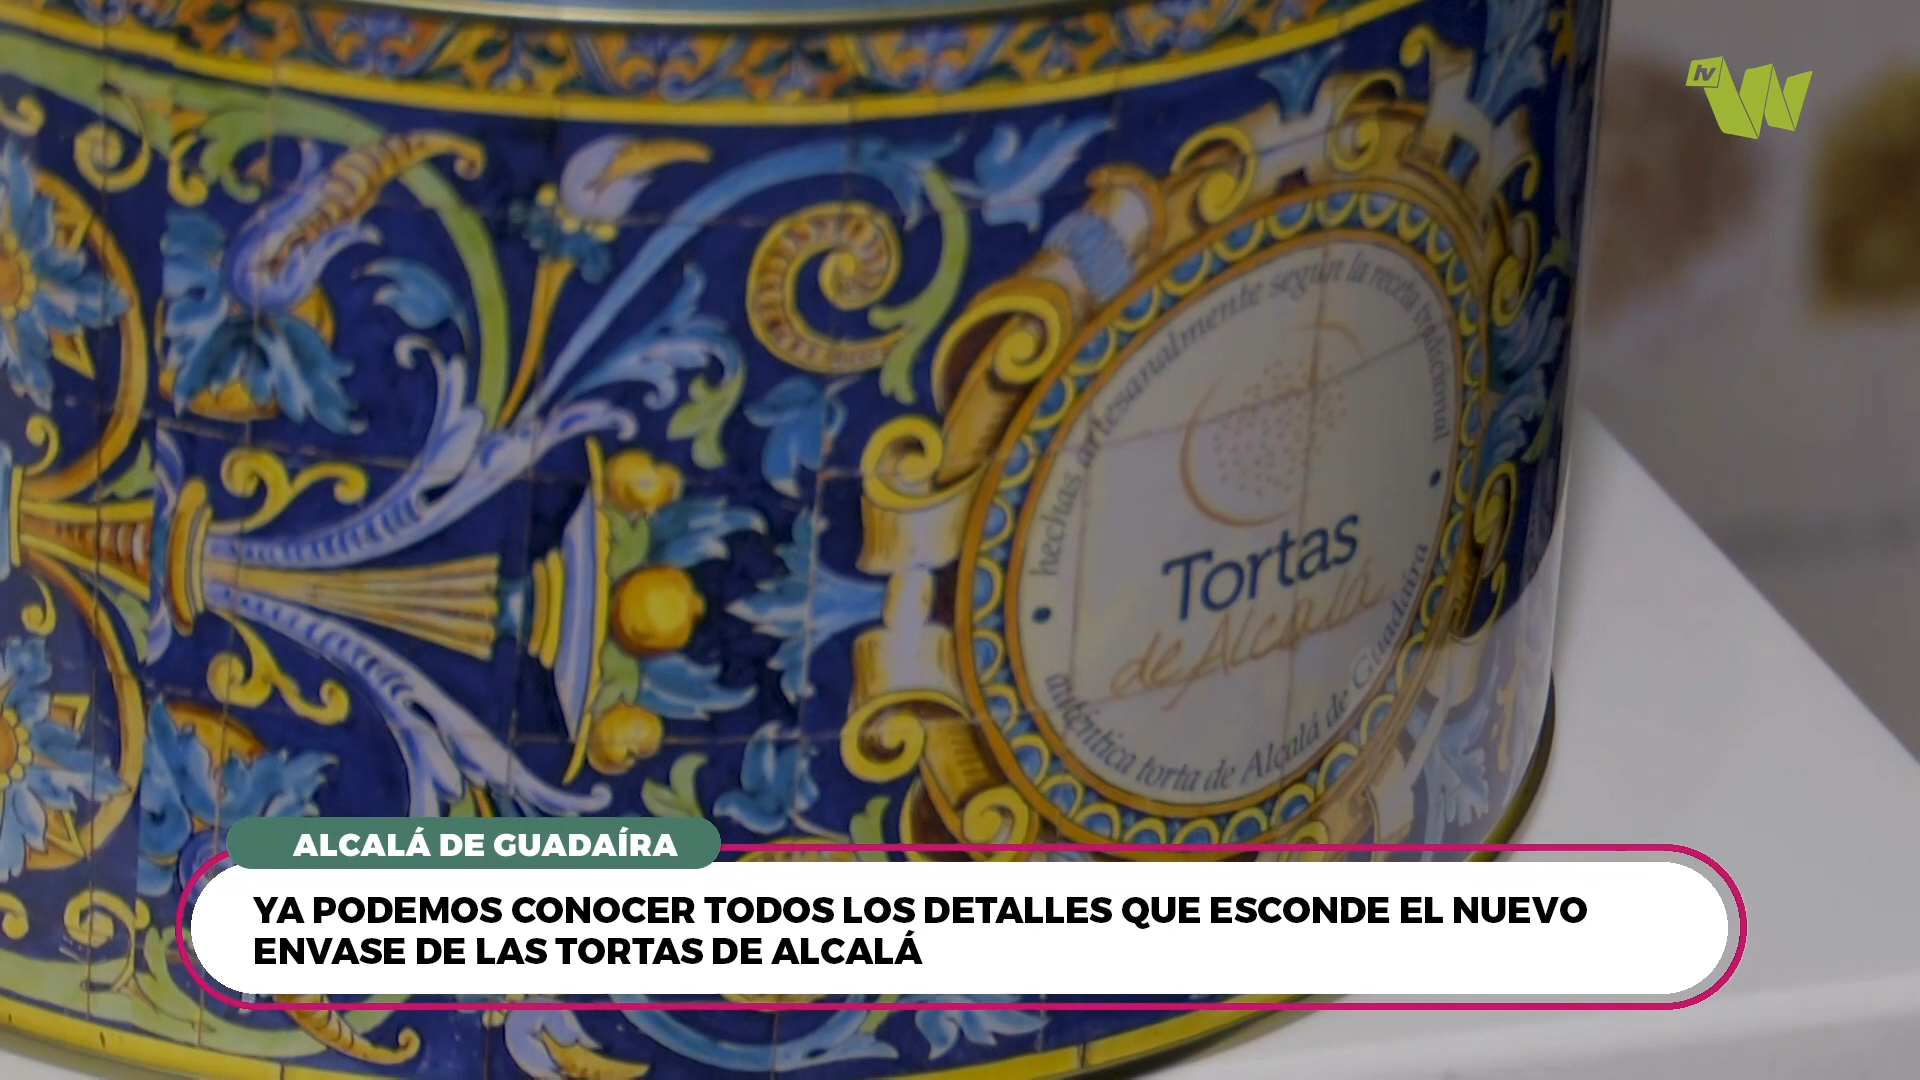 tv
hechas artesanalmente según la receta tradicional
Tortas
de Alcalá
auténtica torta de Alcalá de Guadaíra
ALCALÁ DE GUADAÍRA
YA PODEMOS CONOCER TODOS LOS DETALLES QUE ESCONDE EL NUEVO
ENVASE DE LAS TORTAS DE ALCALÁ